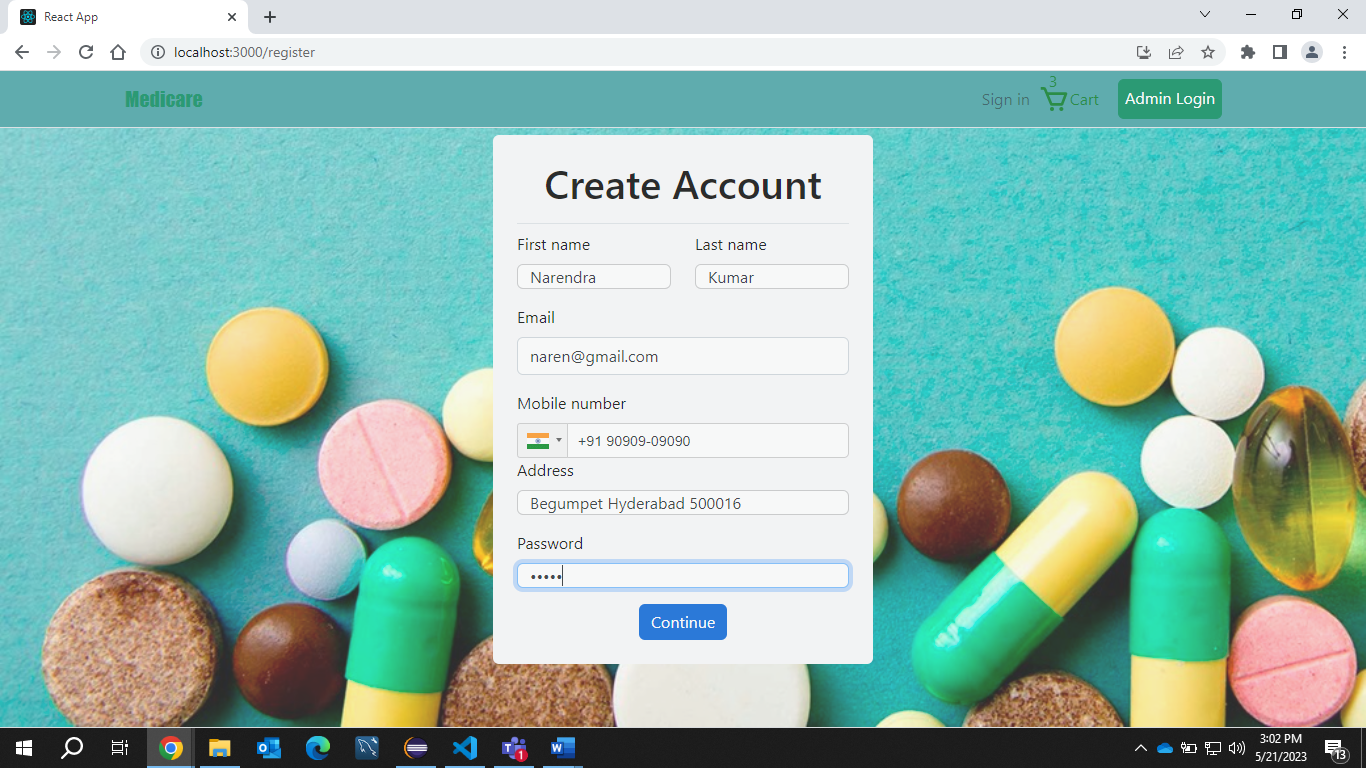 React App
localhost:3000/register
Medicare
Sign in
3
Cart
Admin Login
Create Account
First name
Last name
Narendra
Kumar
Email
naren@gmail.com
Mobile number
+91 90909-09090
Address
Begumpet Hyderabad 500016
Password
•••••
Continue
1
W
3:02 PM
5/21/2023
13